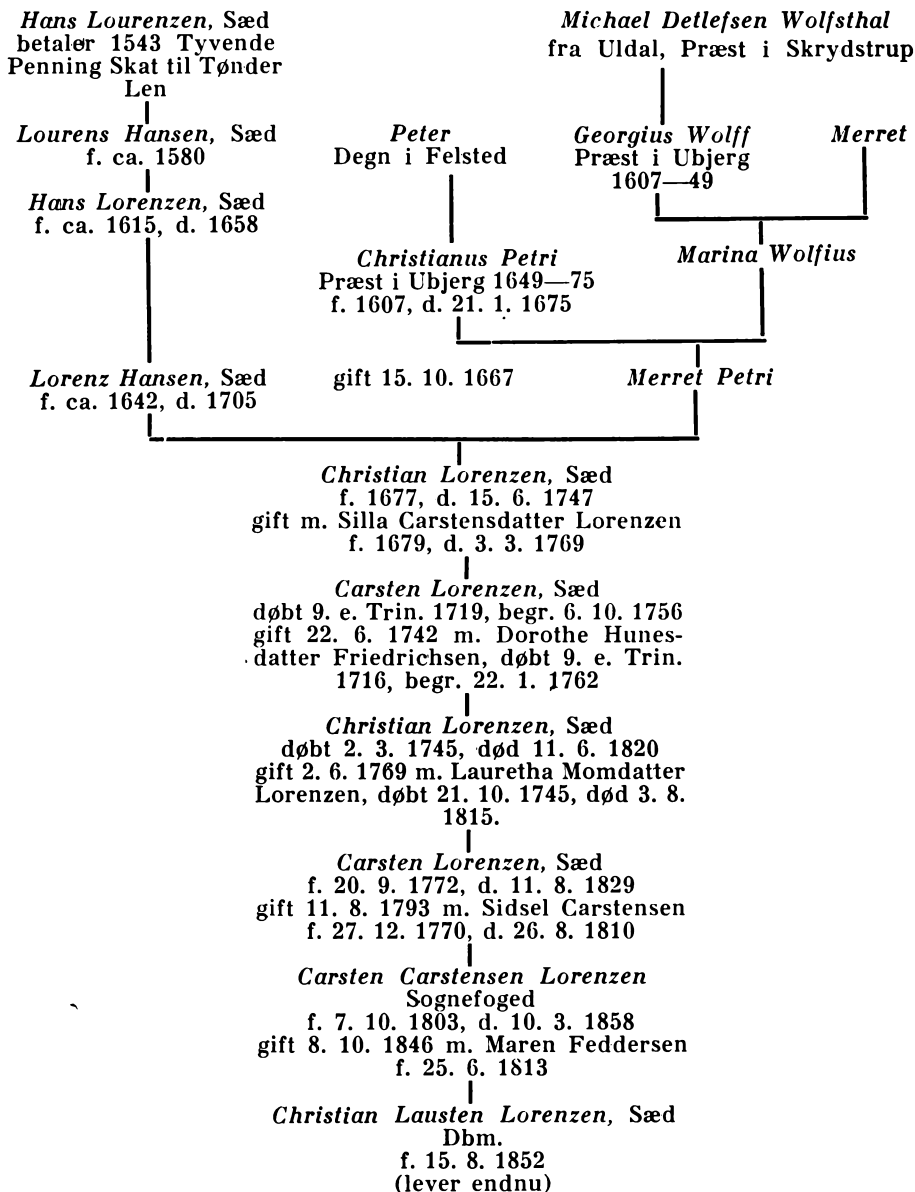 Hans Lourenzen, Sæd
betaler 1543 Tyvende
Penning Skat til Tønder
Len
Michael Detlefsen Wolfsthal
fra Uldal, Præst i Skrydstrup
Lourens Hansen, Sæd
f. ca. 1580
Peter
Degn i Felsted
Georgius Wolff
Præst i Ubjerg
1607—49
Merret
Hans Lorenzen, Sæd
f. ca. 1615, d. 1658
Christianus Petri
Præst i Ubjerg 1649—75
f. 1607, d. 21. 1. 1675
Marina Wolfius
Lorenz Hansen, Sæd
f. ca. 1642, d. 1705
gift 15. 10. 1667
Merret Petri
Christian Lorenzen, Sæd
f. 1677, d. 15. 6. 1747
gift m. Silla Carstensdatter Lorenzen
f. 1679, d. 3. 3. 1769
Carsten Lorenzen, Sæd
døbt 9. e. Trin. 1719, begr. 6. 10. 1756
gift 22. 6. 1742 m. Dorothe Hunes-
datter Friedrichsen, døbt 9. e. Trin.
1716, begr. 22. 1. 1762
Christian Lorenzen, Sæd
døbt 2. 3. 1745, død 11. 6. 1820
gift 2. 6. 1769 m. Lauretha Momdatter
Lorenzen, døbt 21. 10. 1745, død 3. 8.
1815.
Carsten Lorenzen, Sæd
f. 20. 9. 1772, d. 11. 8. 1829
gift 11. 8. 1793 m. Sidsel Carstensen
f. 27. 12. 1770, d. 26. 8. 1810
Carsten Carstensen Lorenzen
Sognefoged
f. 7. 10. 1803, d. 10. 3. 1858
gift 8. 10. 1846 m. Maren Feddersen
f. 25. 6. 1813
Christian Lausten Lorenzen, Sæd
Dbm.
f. 15. 8. 1852
(lever endnu)